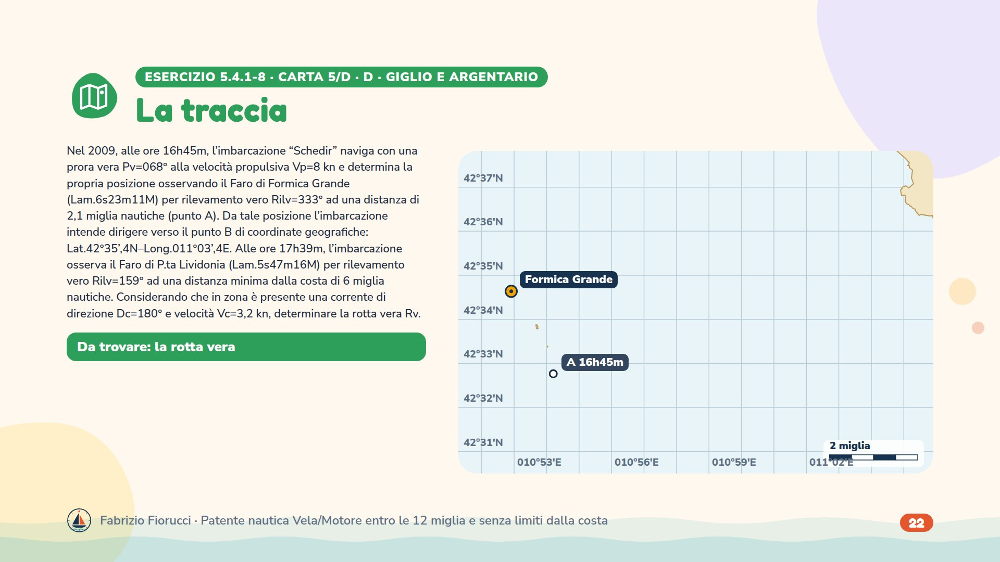 ESERCIZIO 5.4.1-8 · CARTA 5/D · D · GIGLIO E ARGENTARIO
La traccia
Nel 2009, alle ore 16h45m, l’imbarcazione “Schedir” naviga con una
prora vera Pv=068° alla velocità propulsiva Vp=8 kn e determina la
propria posizione osservando il Faro di Formica Grande
(Lam.6s23m11M) per rilevamento vero Rilv=333° ad una distanza di
2,1 miglia nautiche (punto A). Da tale posizione l’imbarcazione
intende dirigere verso il punto B di coordinate geografiche:
Lat.42°35’,4N–Long.011°03’,4E. Alle ore 17h39m, l’imbarcazione
osserva il Faro di P.ta Lividonia (Lam.5s47m16M) per rilevamento
vero Rilv=159° ad una distanza minima dalla costa di 6 miglia
nautiche. Considerando che in zona è presente una corrente di
direzione Dc=180° e velocità Vc=3,2 kn, determinare la rotta vera Rv.
Da trovare: la rotta vera
42°37'N
42°36'N
42°35'N
Formica Grande
42°34'N
42°33'N
A 16h45m
42°32'N
42°31'N
2 miglia
010°53'E
010°56'E
010°59'E
011°02'E
Fabrizio Fiorucci · Patente nautica Vela/Motore entro le 12 miglia e senza limiti dalla costa
22